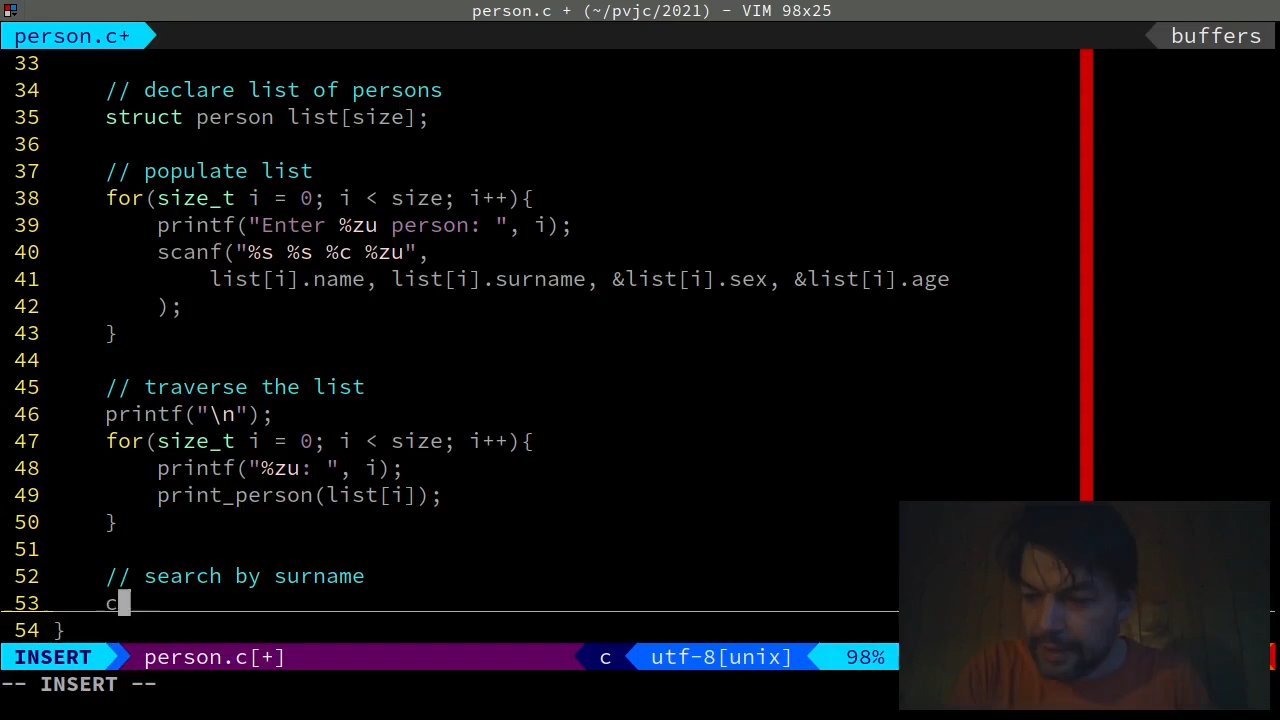 person.c + (~/pvjc/2021) - VIM 98x25
person.c+ buffers
33
34 // declare list of persons
35 struct person list[size];
36
37 // populate list
38 for(size_t i = 0; i < size; i++){
39 printf("Enter %zu person: ", i);
40 scanf("%s %s %c %zu",
41 list[i].name, list[i].surname, &list[i].sex, &list[i].age
42 );
43 }
44
45 // traverse the list
46 printf("\n");
47 for(size_t i = 0; i < size; i++){
48 printf("%zu: ", i);
49 print_person(list[i]);
50 }
51
52 // search by surname
53 c
54 }
INSERT person.c[+] c utf-8[unix] 98%
-- INSERT --